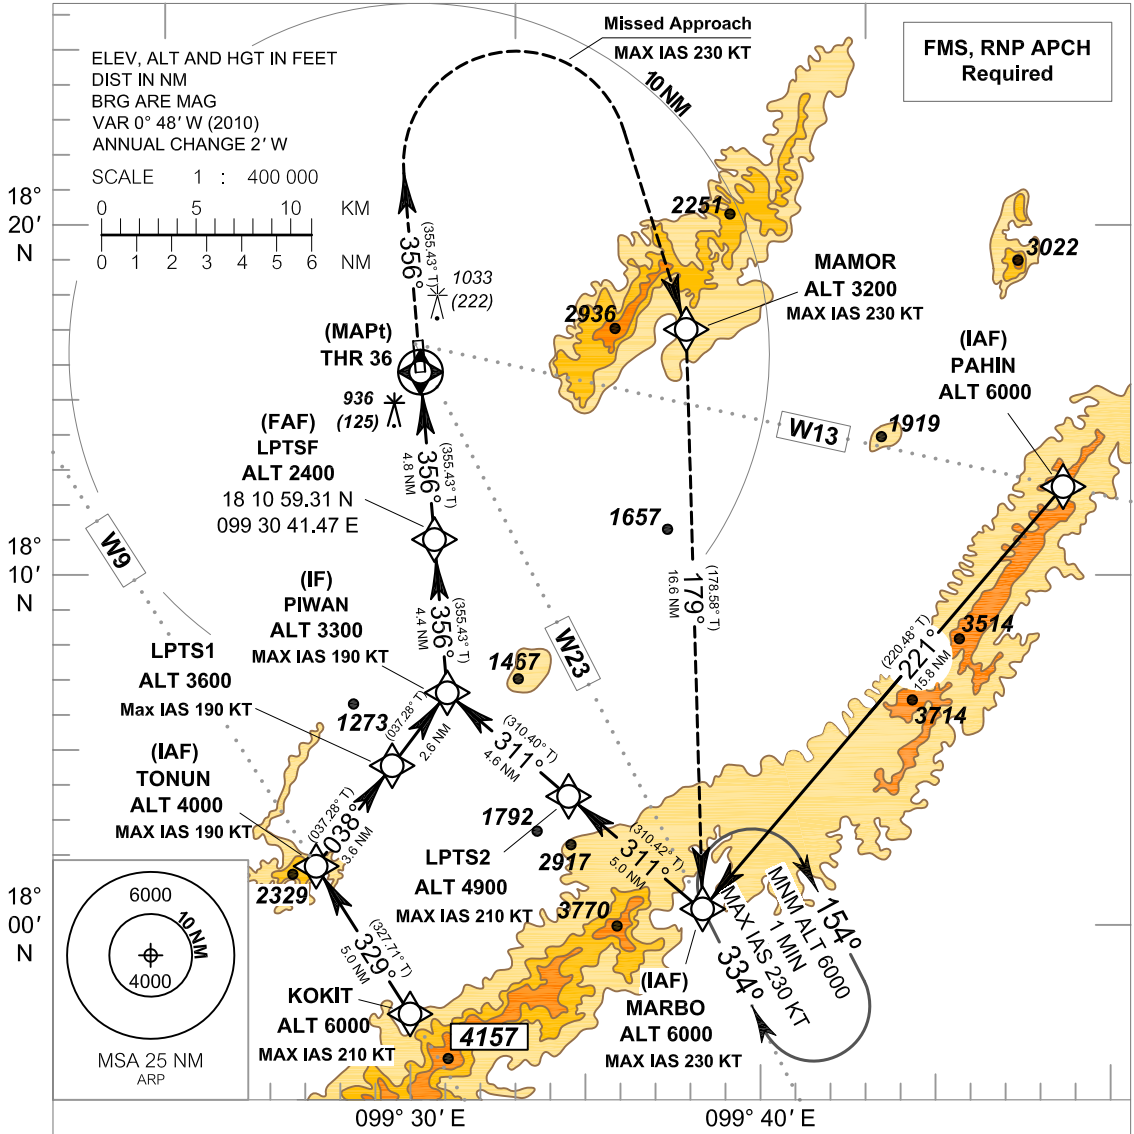 ELEV, ALT AND HGT IN FEET
DIST IN NM
BRG ARE MAG
VAR 0° 48′ W (2010)
ANNUAL CHANGE 2′ W
SCALE 1 : 400 000
0 5 10 KM
0 1 2 3 4 5 6 NM
Missed Approach
MAX IAS 230 KT
10 NM
FMS, RNP APCH
Required
18°
20′
N
18°
10′
N
18°
00′
N
2251
3022
MAMOR
ALT 3200
MAX IAS 230 KT
2936
(IAF)
PAHIN
ALT 6000
W13
1919
356°
(355.43° T)
1033
(222)
(MAPt)
THR 36
936
(125)
(FAF)
LPTSF
ALT 2400
18 10 59.31 N
099 30 41.47 E
356°
(355.43° T)
4.8 NM
W9
1657
179°
(178.58° T)
16.6 NM
(IF)
PIWAN
ALT 3300
MAX IAS 190 KT
356°
(355.43° T)
4.4 NM
W23
1467
3514
(220.48° T)
221°
15.8 NM
3714
LPTS1
ALT 3600
Max IAS 190 KT
1273
(037.28° T)
2.6 NM
(310.40° T)
311°
4.6 NM
(IAF)
TONUN
ALT 4000
MAX IAS 190 KT
(037.28° T)
038°
3.6 NM
2329
1792
2917
LPTS2
ALT 4900
MAX IAS 210 KT
(310.42° T)
311°
5.0 NM
3770
(327.71° T)
329°
5.0 NM
KOKIT
ALT 6000
MAX IAS 210 KT
4157
(IAF)
MARBO
ALT 6000
MAX IAS 230 KT
154°
MNM ALT 6000
1 MIN
MAX IAS 230 KT
334°
6000
10 NM
4000
MSA 25 NM
ARP
099° 30′ E
099° 40′ E